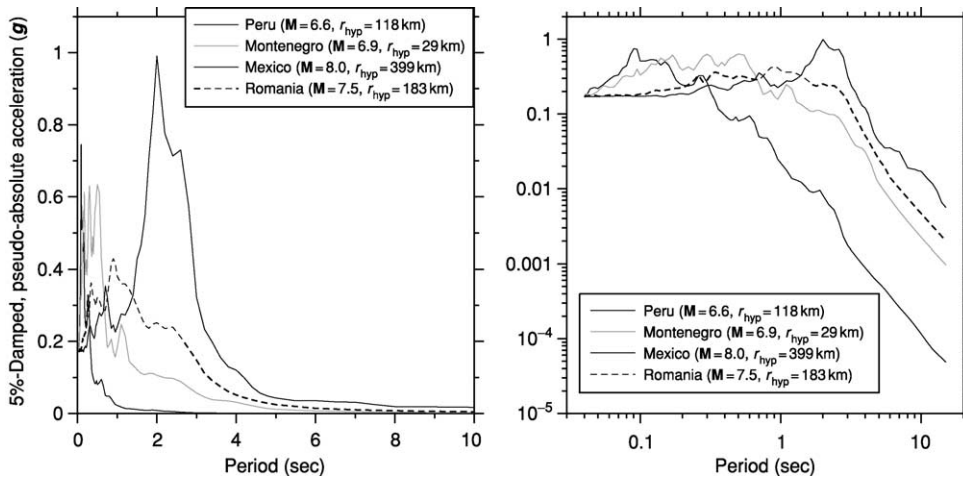 5%-Damped, pseudo-absolute acceleration (g)
1
0.8
0.6
0.4
0.2
0
Peru (M = 6.6, rhyp = 118 km)
Montenegro (M = 6.9, rhyp = 29 km)
Mexico (M = 8.0, rhyp = 399 km)
Romania (M = 7.5, rhyp = 183 km)
0 2 4 6 8 10
Period (sec)
1
0.1
0.01
0.001
10−4
10−5
Peru (M = 6.6, rhyp = 118 km)
Montenegro (M = 6.9, rhyp = 29 km)
Mexico (M = 8.0, rhyp = 399 km)
Romania (M = 7.5, rhyp = 183 km)
0.1 1 10
Period (sec)